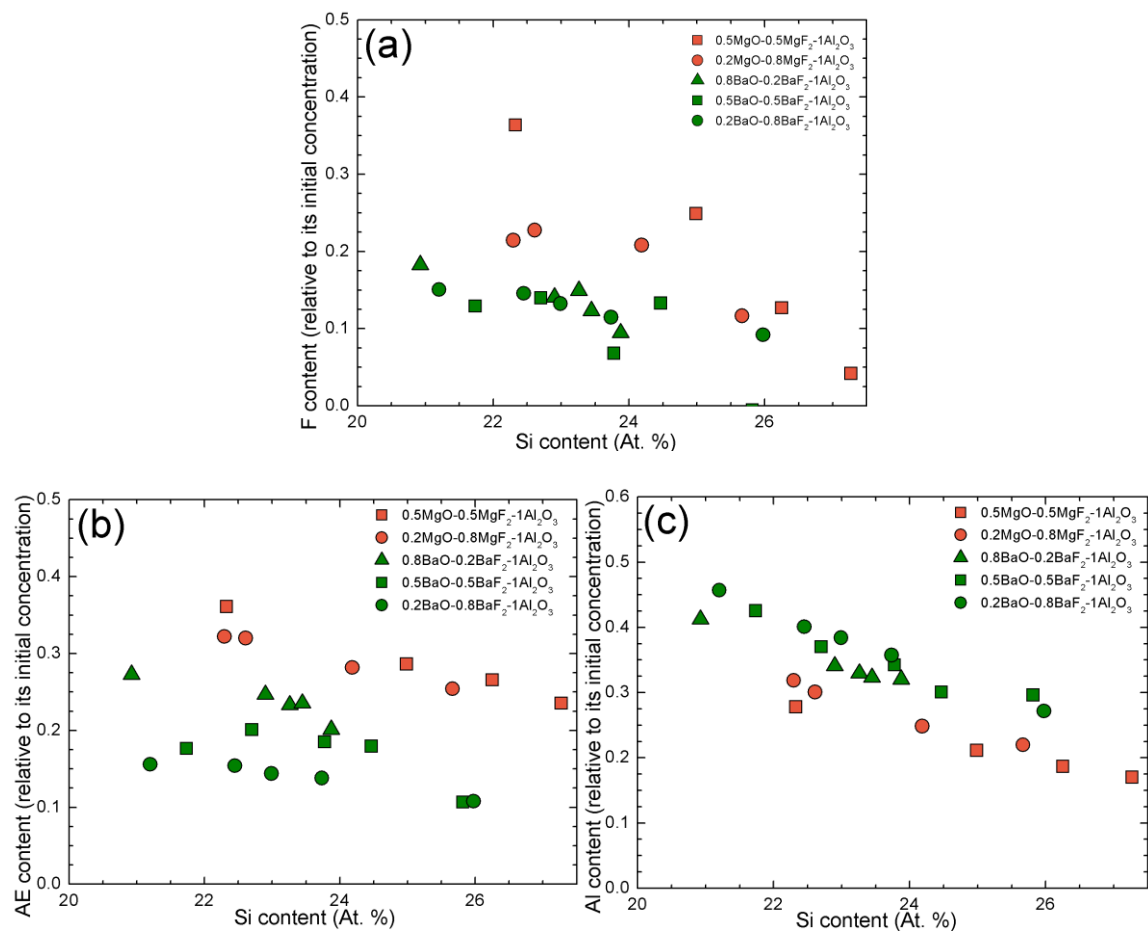 (a)
0.5MgO-0.5MgF₂-1Al₂O₃
0.2MgO-0.8MgF₂-1Al₂O₃
0.8BaO-0.2BaF₂-1Al₂O₃
0.5BaO-0.5BaF₂-1Al₂O₃
0.2BaO-0.8BaF₂-1Al₂O₃
F content (relative to its initial concentration)
0.5
0.4
0.3
0.2
0.1
0.0
20
22
24
26
Si content (At. %)
(b)
0.5MgO-0.5MgF₂-1Al₂O₃
0.2MgO-0.8MgF₂-1Al₂O₃
0.8BaO-0.2BaF₂-1Al₂O₃
0.5BaO-0.5BaF₂-1Al₂O₃
0.2BaO-0.8BaF₂-1Al₂O₃
AE content (relative to its initial concentration)
0.5
0.4
0.3
0.2
0.1
0.0
20
22
24
26
Si content (At. %)
(c)
0.5MgO-0.5MgF₂-1Al₂O₃
0.2MgO-0.8MgF₂-1Al₂O₃
0.8BaO-0.2BaF₂-1Al₂O₃
0.5BaO-0.5BaF₂-1Al₂O₃
0.2BaO-0.8BaF₂-1Al₂O₃
Al content (relative to its initial concentration)
0.6
0.5
0.4
0.3
0.2
0.1
0.0
20
22
24
26
Si content (At. %)